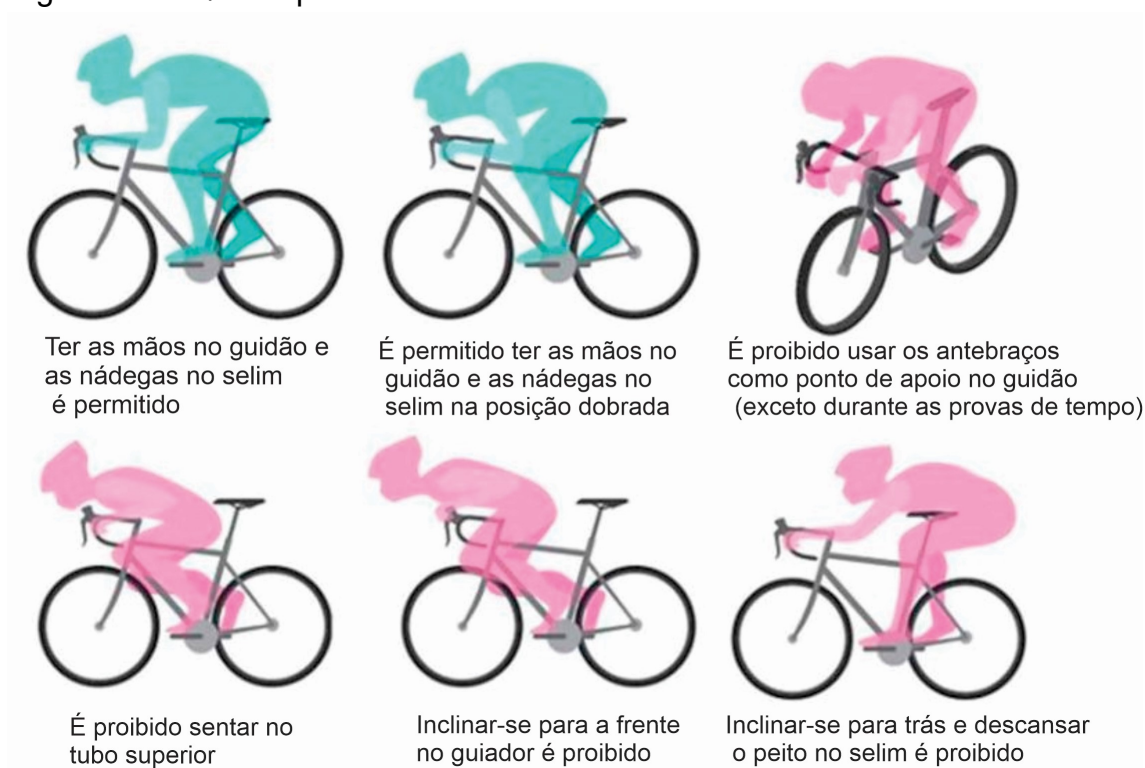 Ter as mãos no guidão e
as nádegas no selim
é permitido
É permitido ter as mãos no
guidão e as nádegas no
selim na posição dobrada
É proibido usar os antebraços
como ponto de apoio no guidão
(exceto durante as provas de tempo)
É proibido sentar no
tubo superior
Inclinar-se para a frente
no guiador é proibido
Inclinar-se para trás e descansar
o peito no selim é proibido